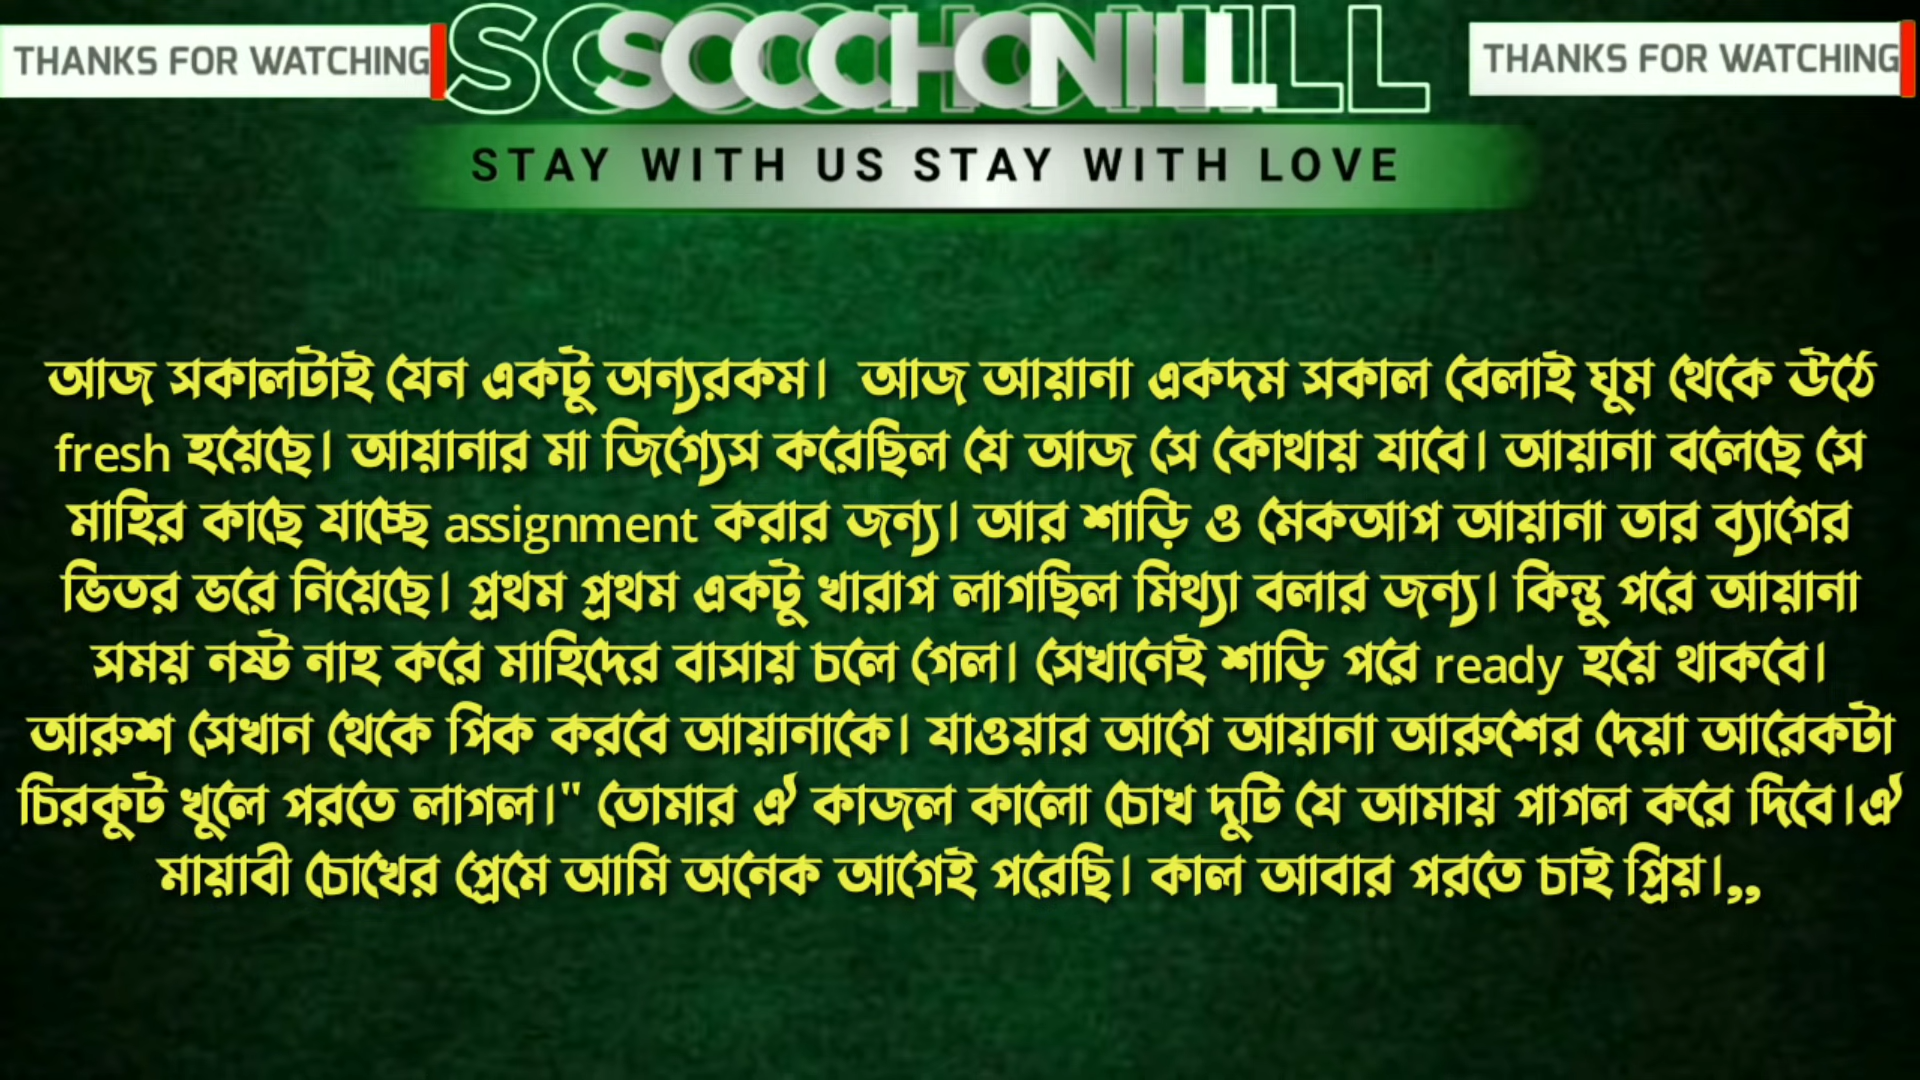 THANKS FOR WATCHING
THANKS FOR WATCHING
STAY WITH US STAY WITH LOVE
আজ সকালটাই যেন একটু অন্যরকম। আজ আয়ানা একদম সকাল বেলাই ঘুম থেকে উঠে
fresh হয়েছে। আয়ানার মা জিগ্যেস করেছিল যে আজ সে কোথায় যাবে। আয়ানা বলেছে সে
মাহির কাছে যাচ্ছে assignment করার জন্য। আর শাড়ি ও মেকআপ আয়ানা তার ব্যাগের
ভিতর ভরে নিয়েছে। প্রথম প্রথম একটু খারাপ লাগছিল মিথ্যা বলার জন্য। কিন্তু পরে আয়ানা
সময় নষ্ট নাহ করে মাহিদের বাসায় চলে গেল। সেখানেই শাড়ি পরে ready হয়ে থাকবে।
আরুশ সেখান থেকে পিক করবে আয়ানাকে। যাওয়ার আগে আয়ানা আরুশের দেয়া আরেকটা
চিরকুট খুলে পরতে লাগল।" তোমার ঐ কাজল কালো চোখ দুটি যে আমায় পাগল করে দিবে।ঐ
মায়াবী চোখের প্রেমে আমি অনেক আগেই পরেছি। কাল আবার পরতে চাই প্রিয়।,,